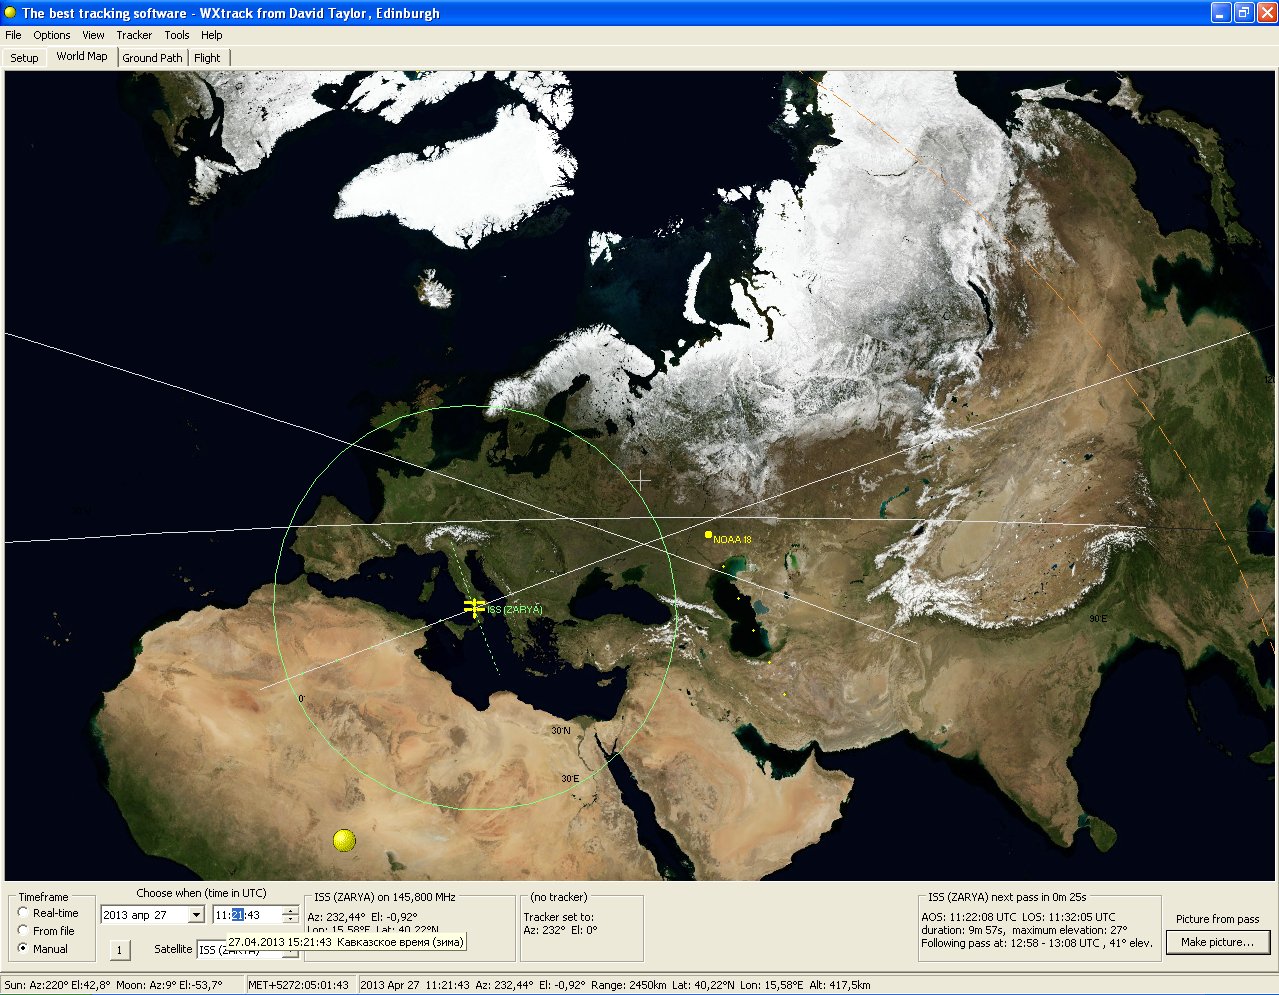 The best tracking software - WXtrack from David Taylor, Edinburgh
File Options View Tracker Tools Help
Setup World Map Ground Path Flight
NOAA 18
ISS (ZARYA)
90'E
0'
30'N
30'E
Timeframe
Real-time
From file
Manual
Choose when (time in UTC)
2013 апр 27
11:21:43
1
Satellite
ISS (ZARYA)
27.04.2013 15:21:43 Кавказское время (зима)
ISS (ZARYA) on 145,800 MHz
Az: 232,44° El: -0,92°
Lon: 15,58°E Lat: 40,22°N
(no tracker)
Tracker set to:
Az: 232° El: 0°
ISS (ZARYA) next pass in 0m 25s
AOS: 11:22:08 UTC LOS: 11:32:05 UTC
duration: 9m 57s, maximum elevation: 27°
Following pass at: 12:58 - 13:08 UTC , 41° elev.
Picture from pass
Make picture...
Sun: Az:220° El:42,8° Moon: Az:9° El:-53,7°
MET+5272:05:01:43
2013 Apr 27 11:21:43 Az: 232,44° El: -0,92° Range: 2450km Lat: 40,22°N Lon: 15,58°E Alt: 417,5km